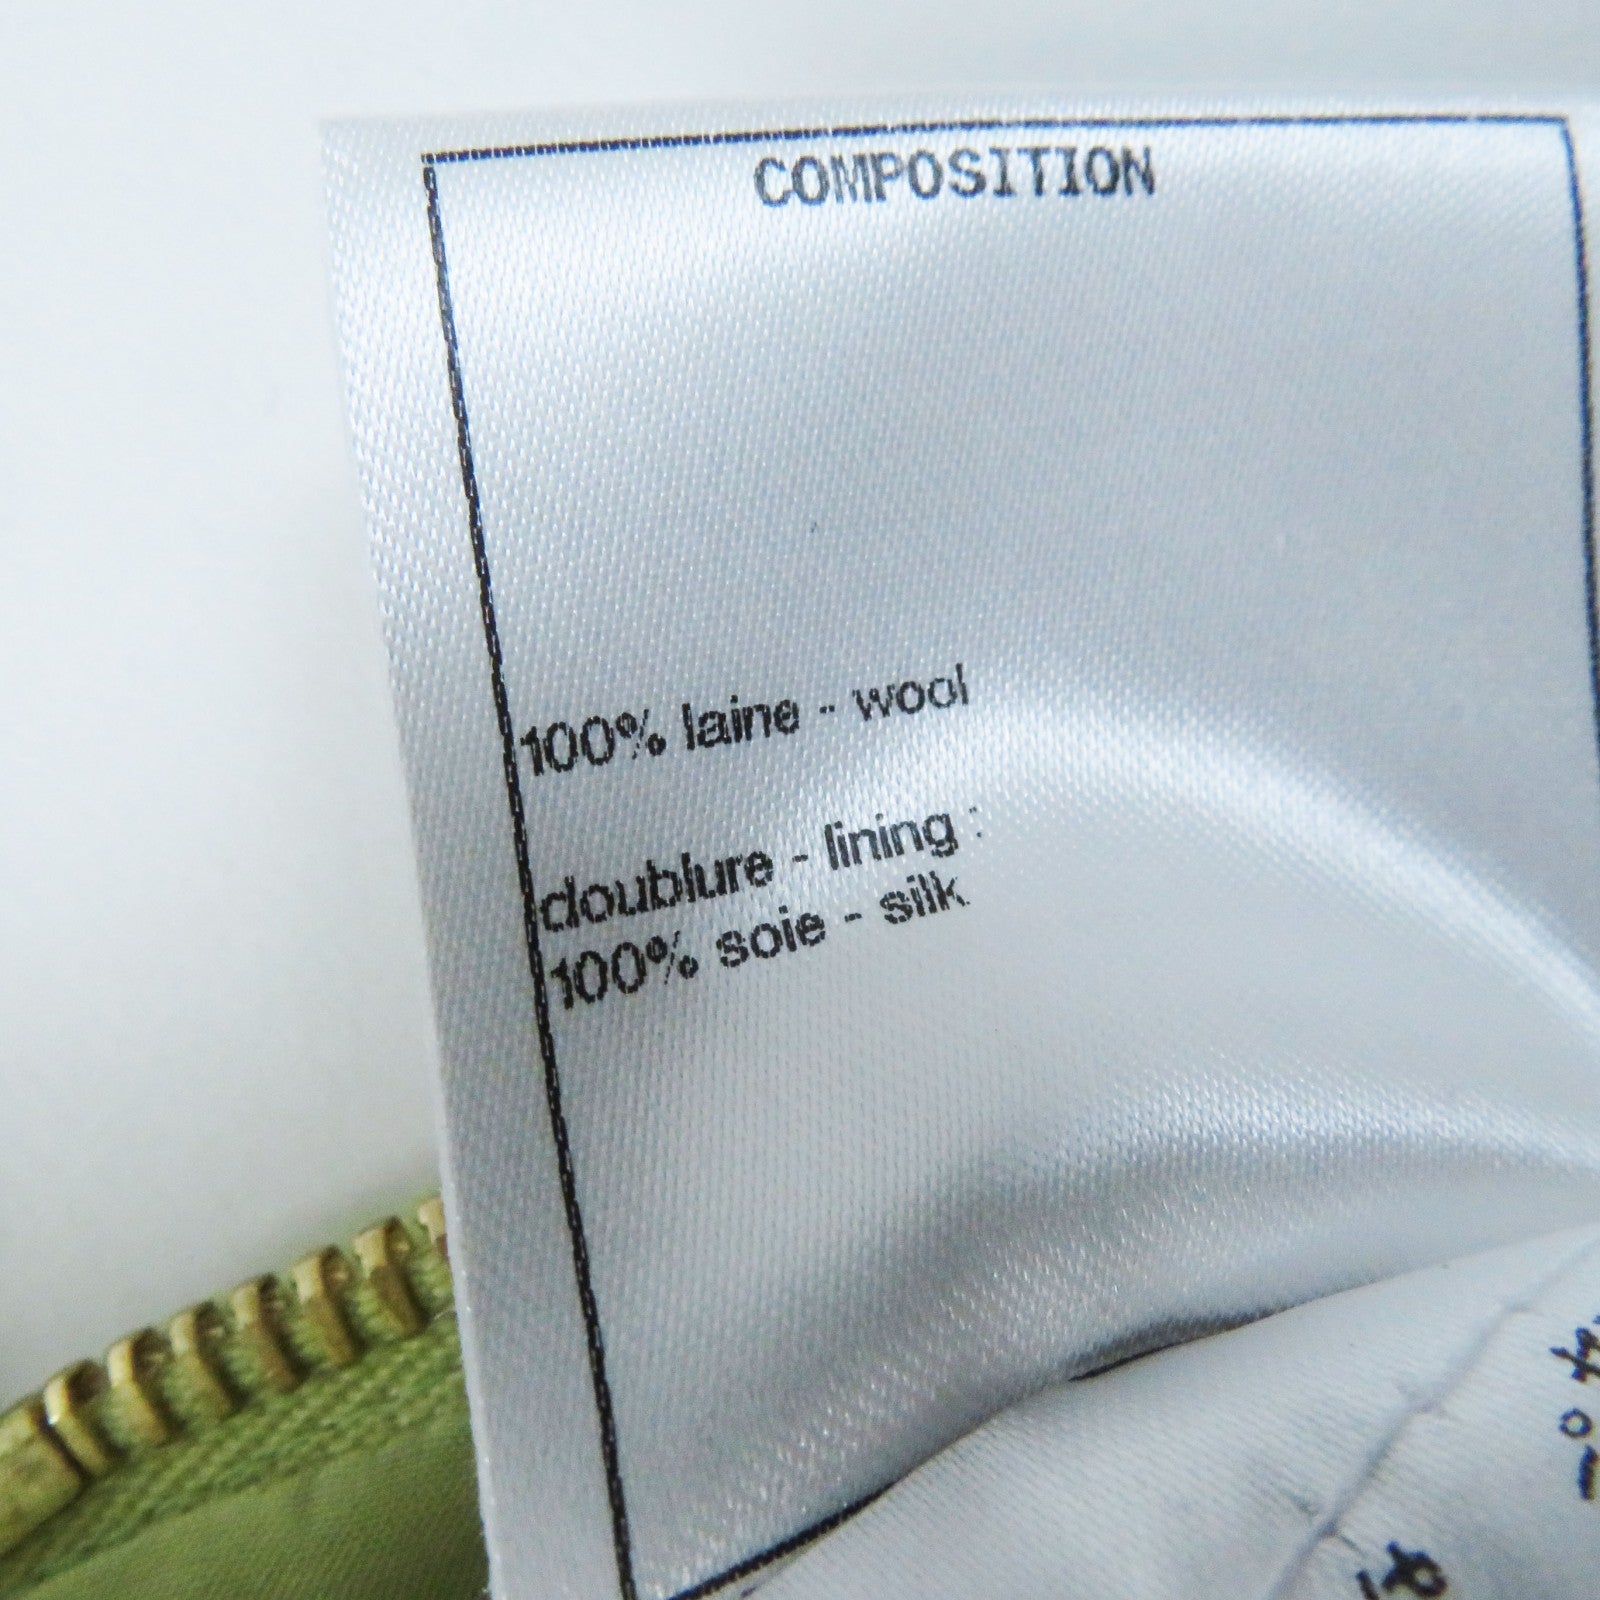 COMPOSITION
100% laine - wool
doublure - lining :
100% soie - silk